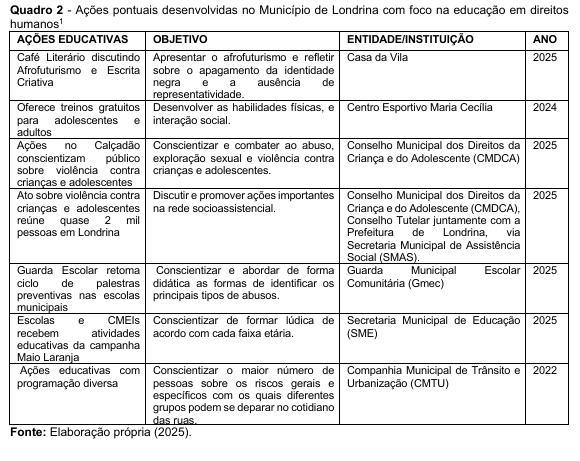 Quadro 2 - Ações pontuais desenvolvidas no Município de Londrina com foco na educação em direitos
humanos¹
AÇÕES EDUCATIVAS OBJETIVO ENTIDADE/INSTITUIÇÃO ANO
Café Literário discutindo
Afrofuturismo e Escrita
Criativa
Apresentar o afrofuturismo e refletir
sobre o apagamento da identidade
negra e a ausência de
representatividade.
Casa da Vila
2025
Oferece treinos gratuitos
para adolescentes e
adultos
Desenvolver as habilidades físicas, e
interação social.
Centro Esportivo Maria Cecília
2024
Ações no Calçadão
conscientizam público
sobre violência contra
crianças e adolescentes
Conscientizar e combater ao abuso,
exploração sexual e violência contra
crianças e adolescentes.
Conselho Municipal dos Direitos da
Criança e do Adolescente (CMDCA)
2025
Ato sobre violência contra
crianças e adolescentes
reúne quase 2 mil
pessoas em Londrina
Discutir e promover ações importantes
na rede socioassistencial.
Conselho Municipal dos Direitos da
Criança e do Adolescente (CMDCA),
Conselho Tutelar juntamente com a
Prefeitura de Londrina, via
Secretaria Municipal de Assistência
Social (SMAS).
2025
Guarda Escolar retoma
ciclo de palestras
preventivas nas escolas
municipais
Conscientizar e abordar de forma
didática as formas de identificar os
principais tipos de abusos.
Guarda Municipal Escolar
Comunitária (Gmec)
2025
Escolas e CMEIs
recebem atividades
educativas da campanha
Maio Laranja
Conscientizar de formar lúdica de
acordo com cada faixa etária.
Secretaria Municipal de Educação
(SME)
2025
Ações educativas com
programação diversa
Conscientizar o maior número de
pessoas sobre os riscos gerais e
específicos com os quais diferentes
grupos podem se deparar no cotidiano
das ruas.
Companhia Municipal de Trânsito e
Urbanização (CMTU)
2022
Fonte: Elaboração própria (2025).